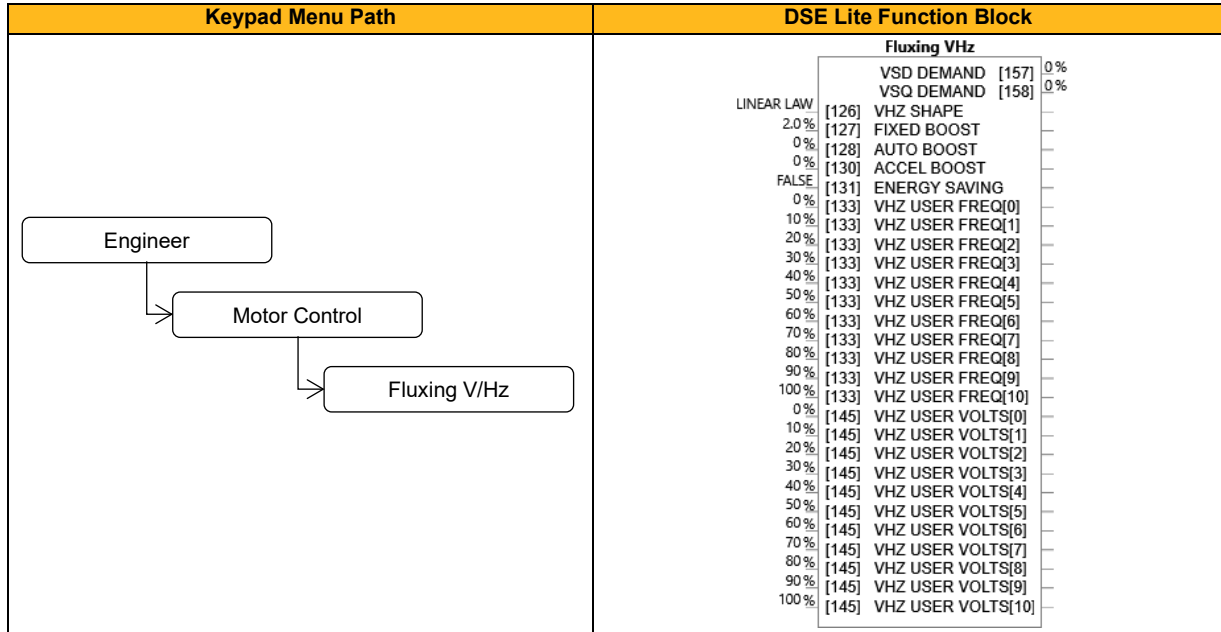 Keypad Menu Path
DSE Lite Function Block
Engineer
Motor Control
Fluxing V/Hz
Fluxing VHz
VSD DEMAND [157] 0 %
VSQ DEMAND [158] 0 %
LINEAR LAW [126] VHZ SHAPE
2.0 % [127] FIXED BOOST
0 % [128] AUTO BOOST
0 % [130] ACCEL BOOST
FALSE [131] ENERGY SAVING
0 % [133] VHZ USER FREQ[0]
10 % [133] VHZ USER FREQ[1]
20 % [133] VHZ USER FREQ[2]
30 % [133] VHZ USER FREQ[3]
40 % [133] VHZ USER FREQ[4]
50 % [133] VHZ USER FREQ[5]
60 % [133] VHZ USER FREQ[6]
70 % [133] VHZ USER FREQ[7]
80 % [133] VHZ USER FREQ[8]
90 % [133] VHZ USER FREQ[9]
100 % [133] VHZ USER FREQ[10]
0 % [145] VHZ USER VOLTS[0]
10 % [145] VHZ USER VOLTS[1]
20 % [145] VHZ USER VOLTS[2]
30 % [145] VHZ USER VOLTS[3]
40 % [145] VHZ USER VOLTS[4]
50 % [145] VHZ USER VOLTS[5]
60 % [145] VHZ USER VOLTS[6]
70 % [145] VHZ USER VOLTS[7]
80 % [145] VHZ USER VOLTS[8]
90 % [145] VHZ USER VOLTS[9]
100 % [145] VHZ USER VOLTS[10]